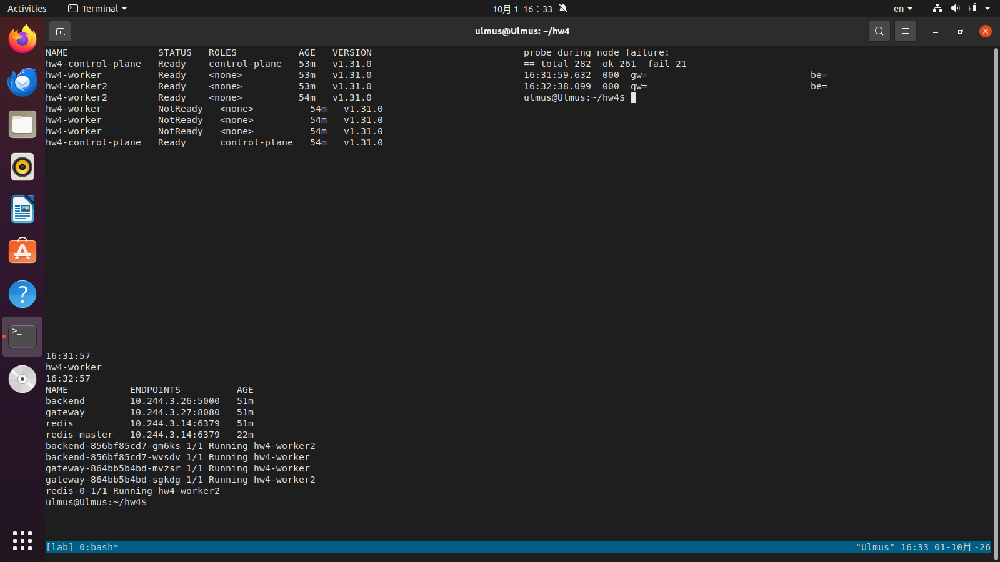 Activities
Terminal
10月 1 16：33
en
ulmus@Ulmus: ~/hw4
NAME                STATUS   ROLES           AGE   VERSION
hw4-control-plane   Ready    control-plane   53m   v1.31.0
hw4-worker          Ready    <none>          53m   v1.31.0
hw4-worker2         Ready    <none>          53m   v1.31.0
hw4-worker2         Ready    <none>          54m   v1.31.0
hw4-worker          NotReady   <none>          54m   v1.31.0
hw4-worker          NotReady   <none>          54m   v1.31.0
hw4-worker          NotReady   <none>          54m   v1.31.0
hw4-control-plane   Ready      control-plane   54m   v1.31.0
probe during node failure:
== total 282  ok 261  fail 21
16:31:59.632  000  gw=                             be=
16:32:38.099  000  gw=                             be=
ulmus@Ulmus:~/hw4$
16:31:57
hw4-worker
16:32:57
NAME           ENDPOINTS          AGE
backend        10.244.3.26:5000   51m
gateway        10.244.3.27:8080   51m
redis          10.244.3.14:6379   51m
redis-master   10.244.3.14:6379   22m
backend-856bf85cd7-gm6ks 1/1 Running hw4-worker2
backend-856bf85cd7-wvsdv 1/1 Running hw4-worker
gateway-864bb5b4bd-mvzsr 1/1 Running hw4-worker
gateway-864bb5b4bd-sgkdg 1/1 Running hw4-worker2
redis-0 1/1 Running hw4-worker2
ulmus@Ulmus:~/hw4$
[lab] 0:bash*
"Ulmus" 16:33 01-10月-26